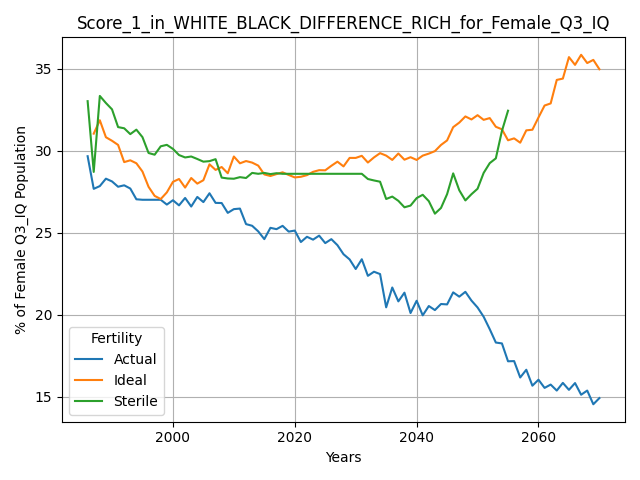 Score_1_in_WHITE_BLACK_DIFFERENCE_RICH_for_Female_Q3_IQ
% of Female Q3_IQ Population
35
30
25
20
15
Fertility
Actual
Ideal
Sterile
2000
2020
2040
2060
Years